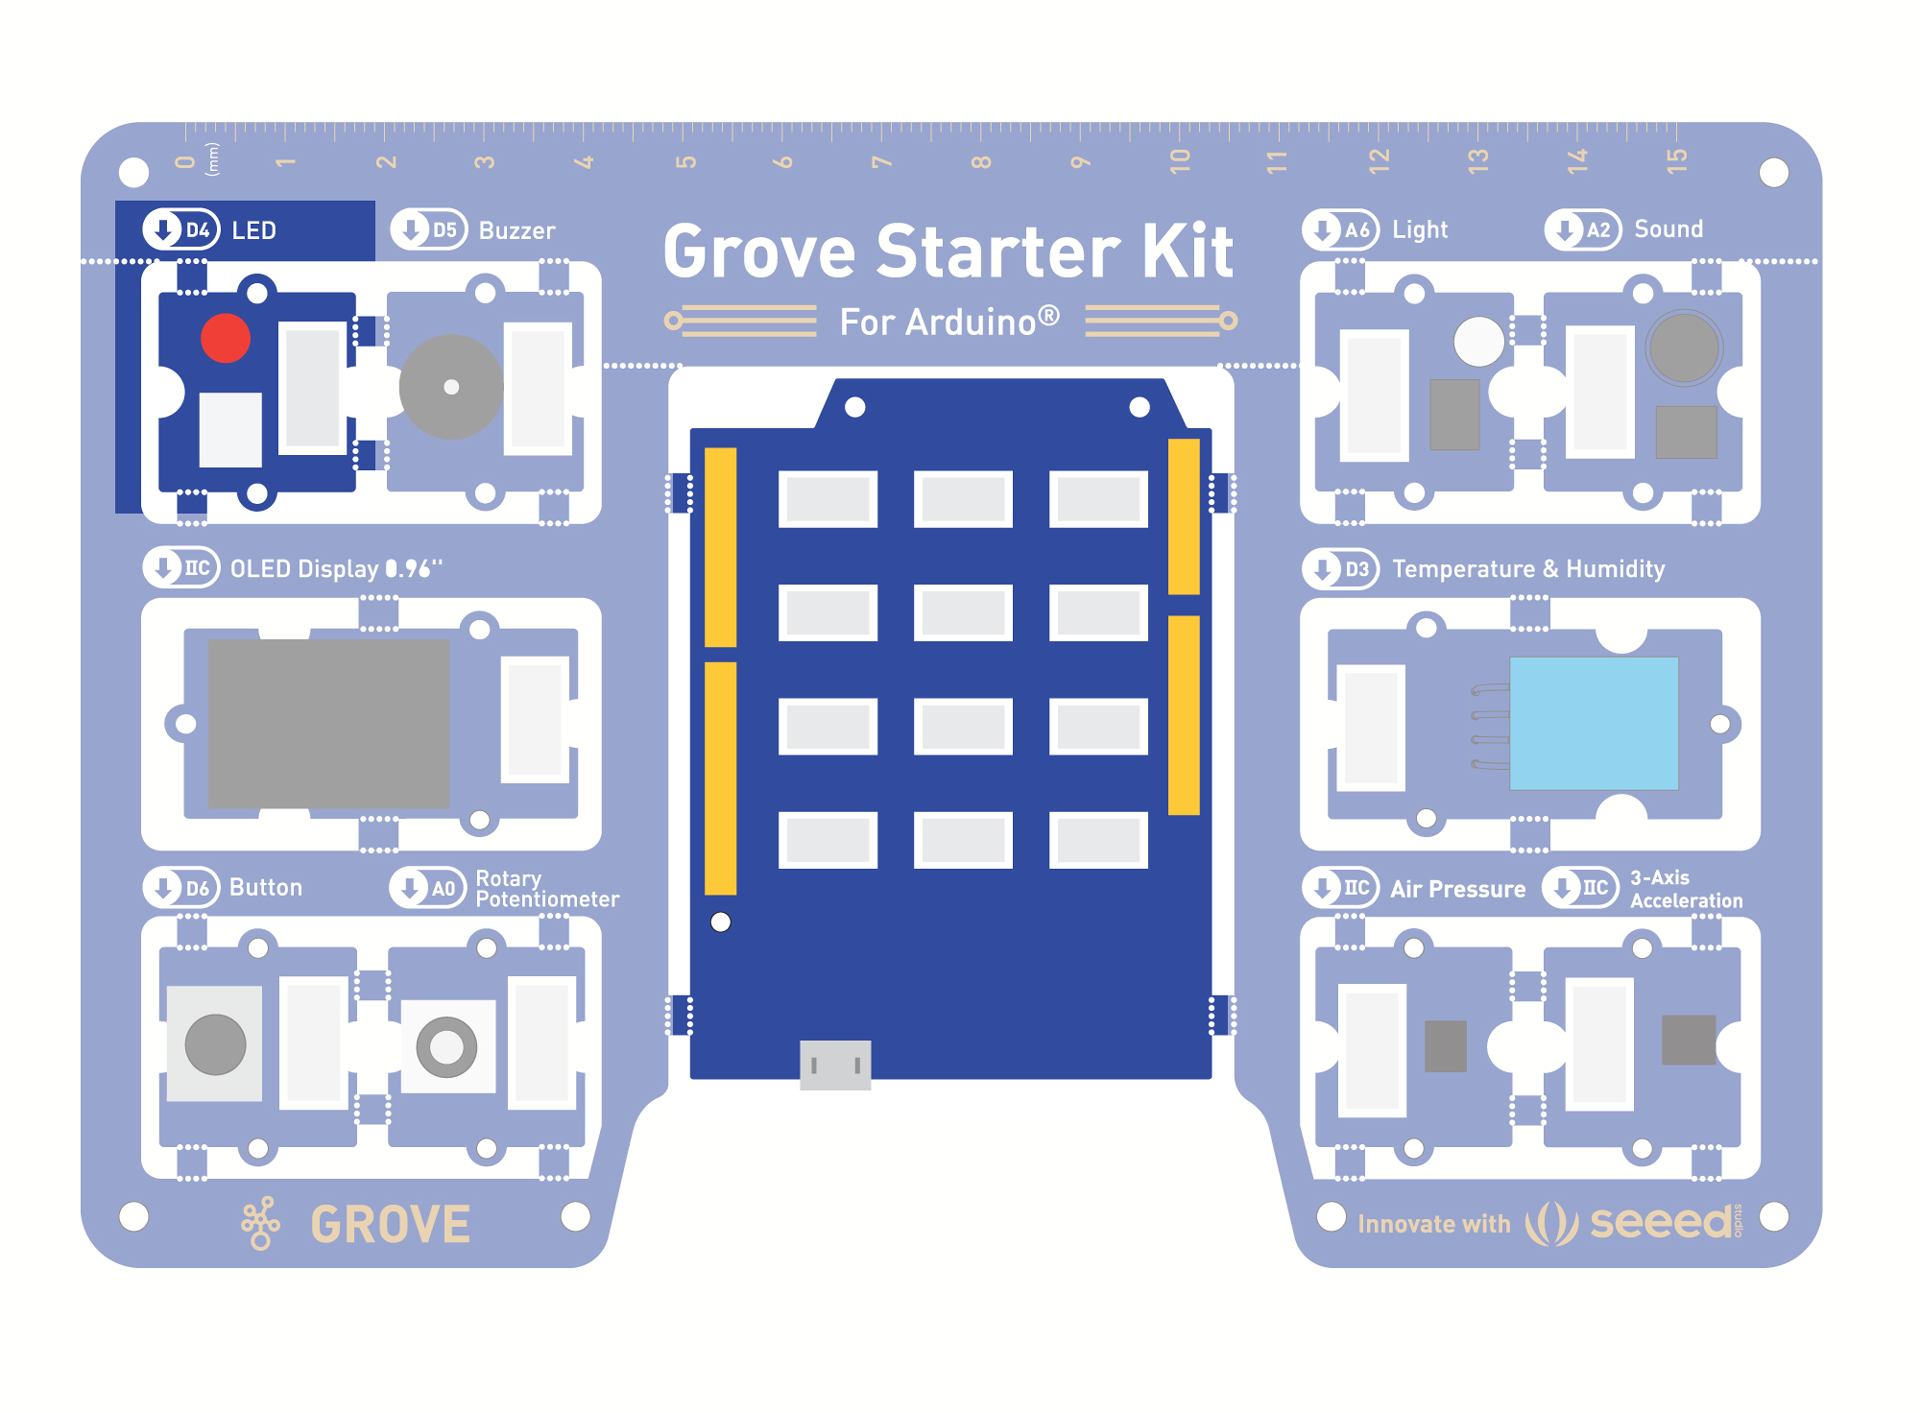 0 1 2 3 4 5 6 7 8 9 10 11 12 13 14 15
(mm)
D4 LED
D5 Buzzer
Grove Starter Kit
For Arduino®
A6 Light
A2 Sound
IIC OLED Display 0.96''
D3 Temperature & Humidity
D6 Button
A0 Rotary
Potentiometer
IIC Air Pressure
IIC 3-Axis
Acceleration
GROVE
Innovate with seeed studio